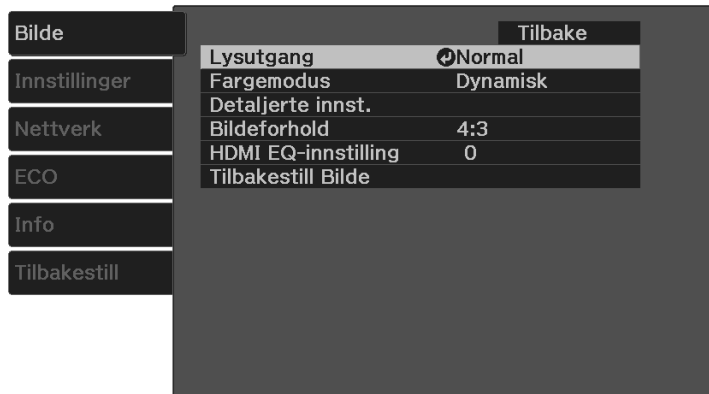 Bilde
Innstillinger
Nettverk
ECO
Info
Tilbakestill
Tilbake
Lysutgang Normal
Fargemodus Dynamisk
Detaljerte innst.
Bildeforhold 4:3
HDMI EQ-innstilling 0
Tilbakestill Bilde